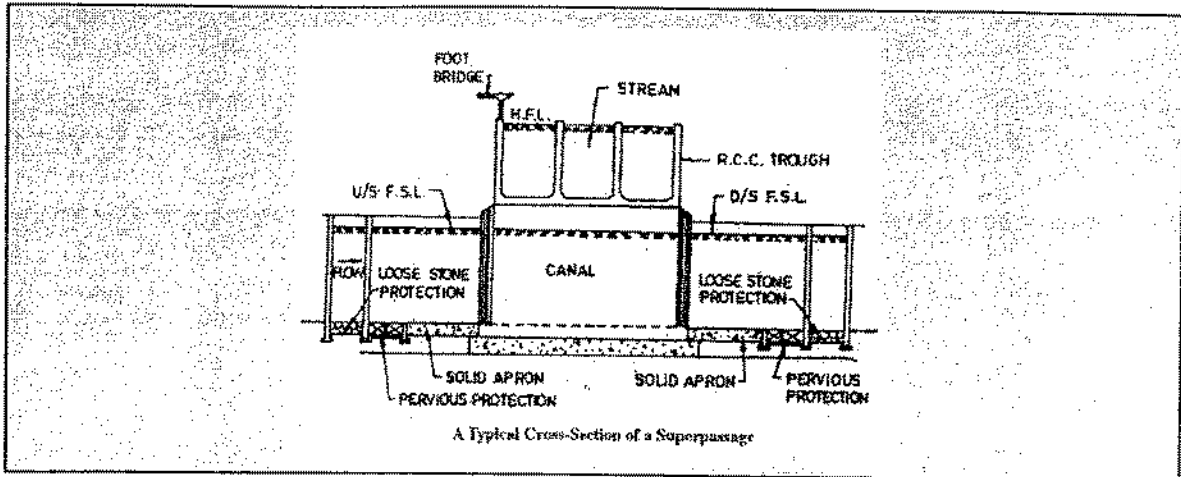 FOOT
BRIDGE
H.F.L.
STREAM
R.C.C. TROUGH
U/S F.S.L.
D/S F.S.L.
FLOW
LOOSE STONE
PROTECTION
CANAL
LOOSE STONE
PROTECTION
SOLID APRON
SOLID APRON
PERVIOUS PROTECTION
PERVIOUS
PROTECTION
A Typical Cross-Section of a Superpassage